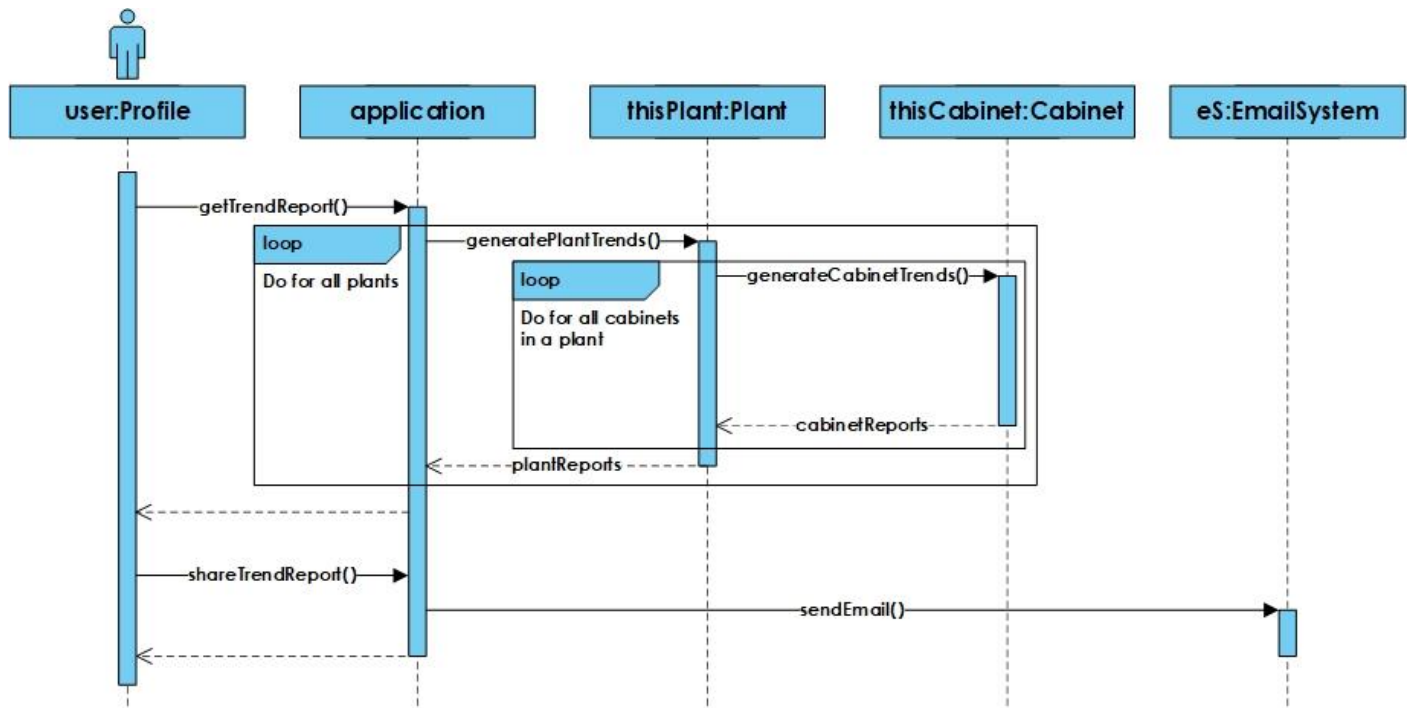 user:Profile
application
thisPlant:Plant
thisCabinet:Cabinet
eS:EmailSystem
getTrendReport()
loop
generatePlantTrends()
Do for all plants
loop
generateCabinetTrends()
Do for all cabinets
in a plant
cabinetReports
plantReports
shareTrendReport()
sendEmail()